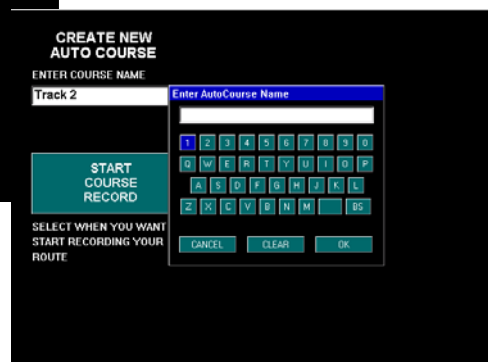 CREATE NEW
AUTO COURSE
ENTER COURSE NAME
Track 2
START
COURSE
RECORD
SELECT WHEN YOU WANT
START RECORDING YOUR
ROUTE
Enter AutoCourse Name
1 2 3 4 5 6 7 8 9 0
Q W E R T Y U I O P
A S D F G H J K L
Z X C V B N M BS
CANCEL CLEAR OK